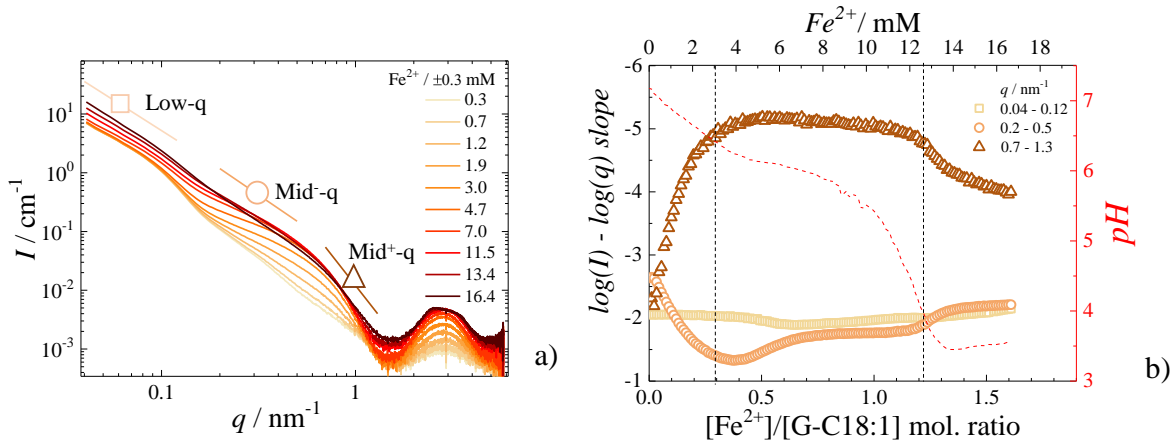 a)
Low-q
Mid⁻-q
Mid⁺-q
Fe²⁺ / ±0.3 mM
0.3
0.7
1.2
1.9
3.0
4.7
7.0
11.5
13.4
16.4
I / cm⁻¹
10¹
10⁰
10⁻¹
10⁻²
10⁻³
0.1
1
q / nm⁻¹
b)
Fe²⁺/ mM
0 2 4 6 8 10 12 14 16 18
log(I) - log(q) slope
-6
-5
-4
-3
-2
-1
q / nm⁻¹
0.04 - 0.12
0.2 - 0.5
0.7 - 1.3
7
6
5
4
3
pH
0.0 0.5 1.0 1.5
[Fe²⁺]/[G-C18:1] mol. ratio